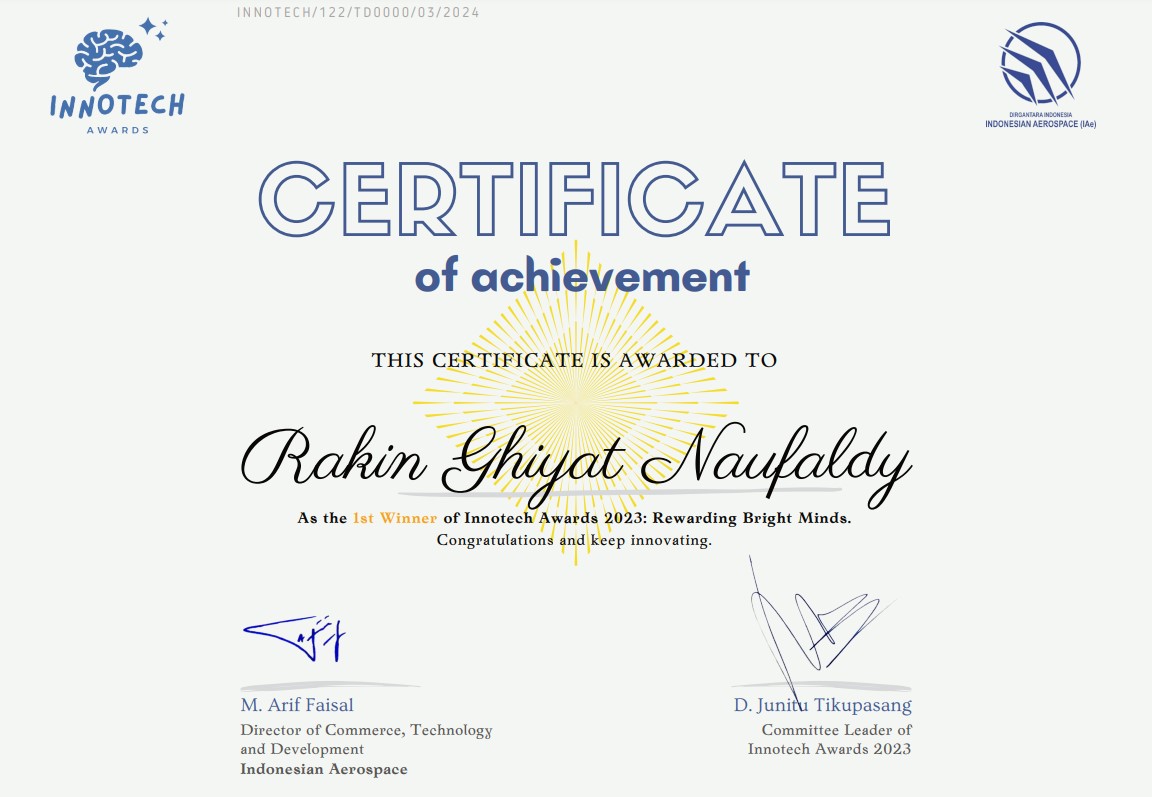 INNOTECH/122/TD0000/03/2024
INNOTECH
AWARDS
DIRGANTARA INDONESIA
INDONESIAN AEROSPACE (IAe)
CERTIFICATE
of achievement
THIS CERTIFICATE IS AWARDED TO
Rakin Ghiyat Naufaldy
As the 1st Winner of Innotech Awards 2023: Rewarding Bright Minds.
Congratulations and keep innovating.
M. Arif Faisal
Director of Commerce, Technology
and Development
Indonesian Aerospace
D. Junitu Tikupasang
Committee Leader of
Innotech Awards 2023